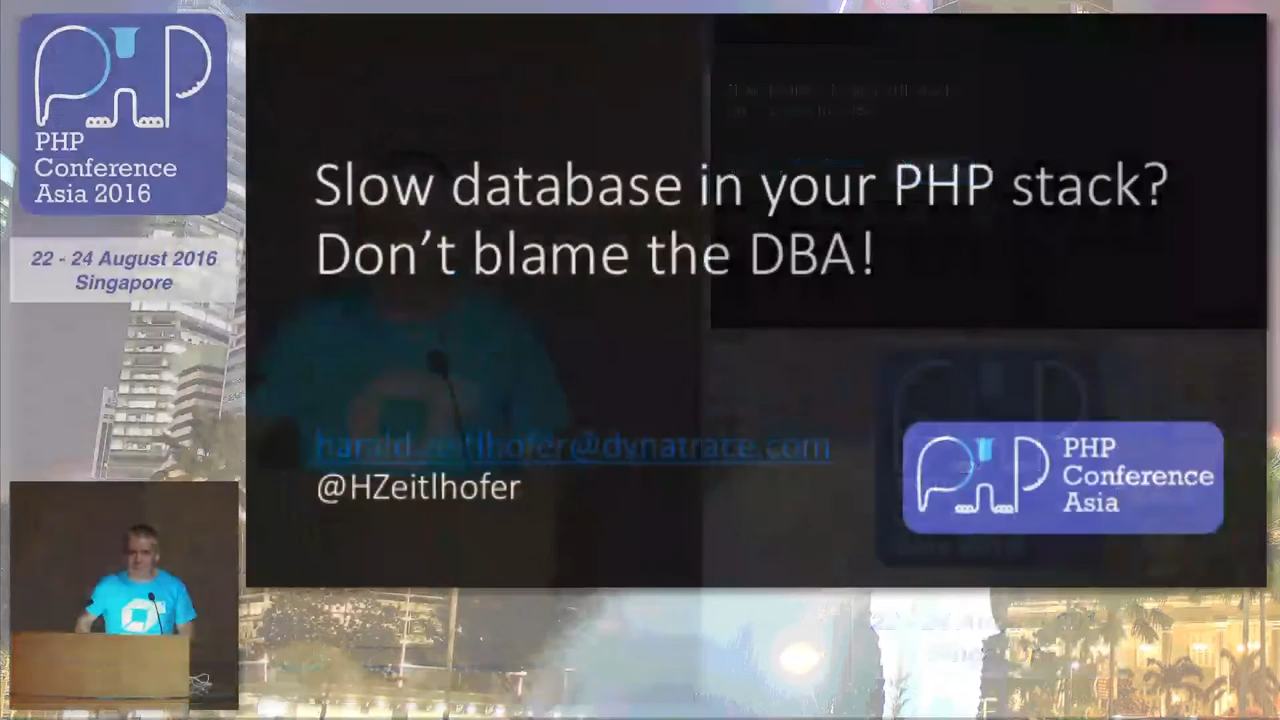 PHP
Conference
Asia 2016
22 - 24 August 2016
Singapore
Slow database in your PHP stack?
Don’t blame the DBA!
harald.zeitlhofer@dynatrace.com
@HZeitlhofer
PHP
Conference
Asia